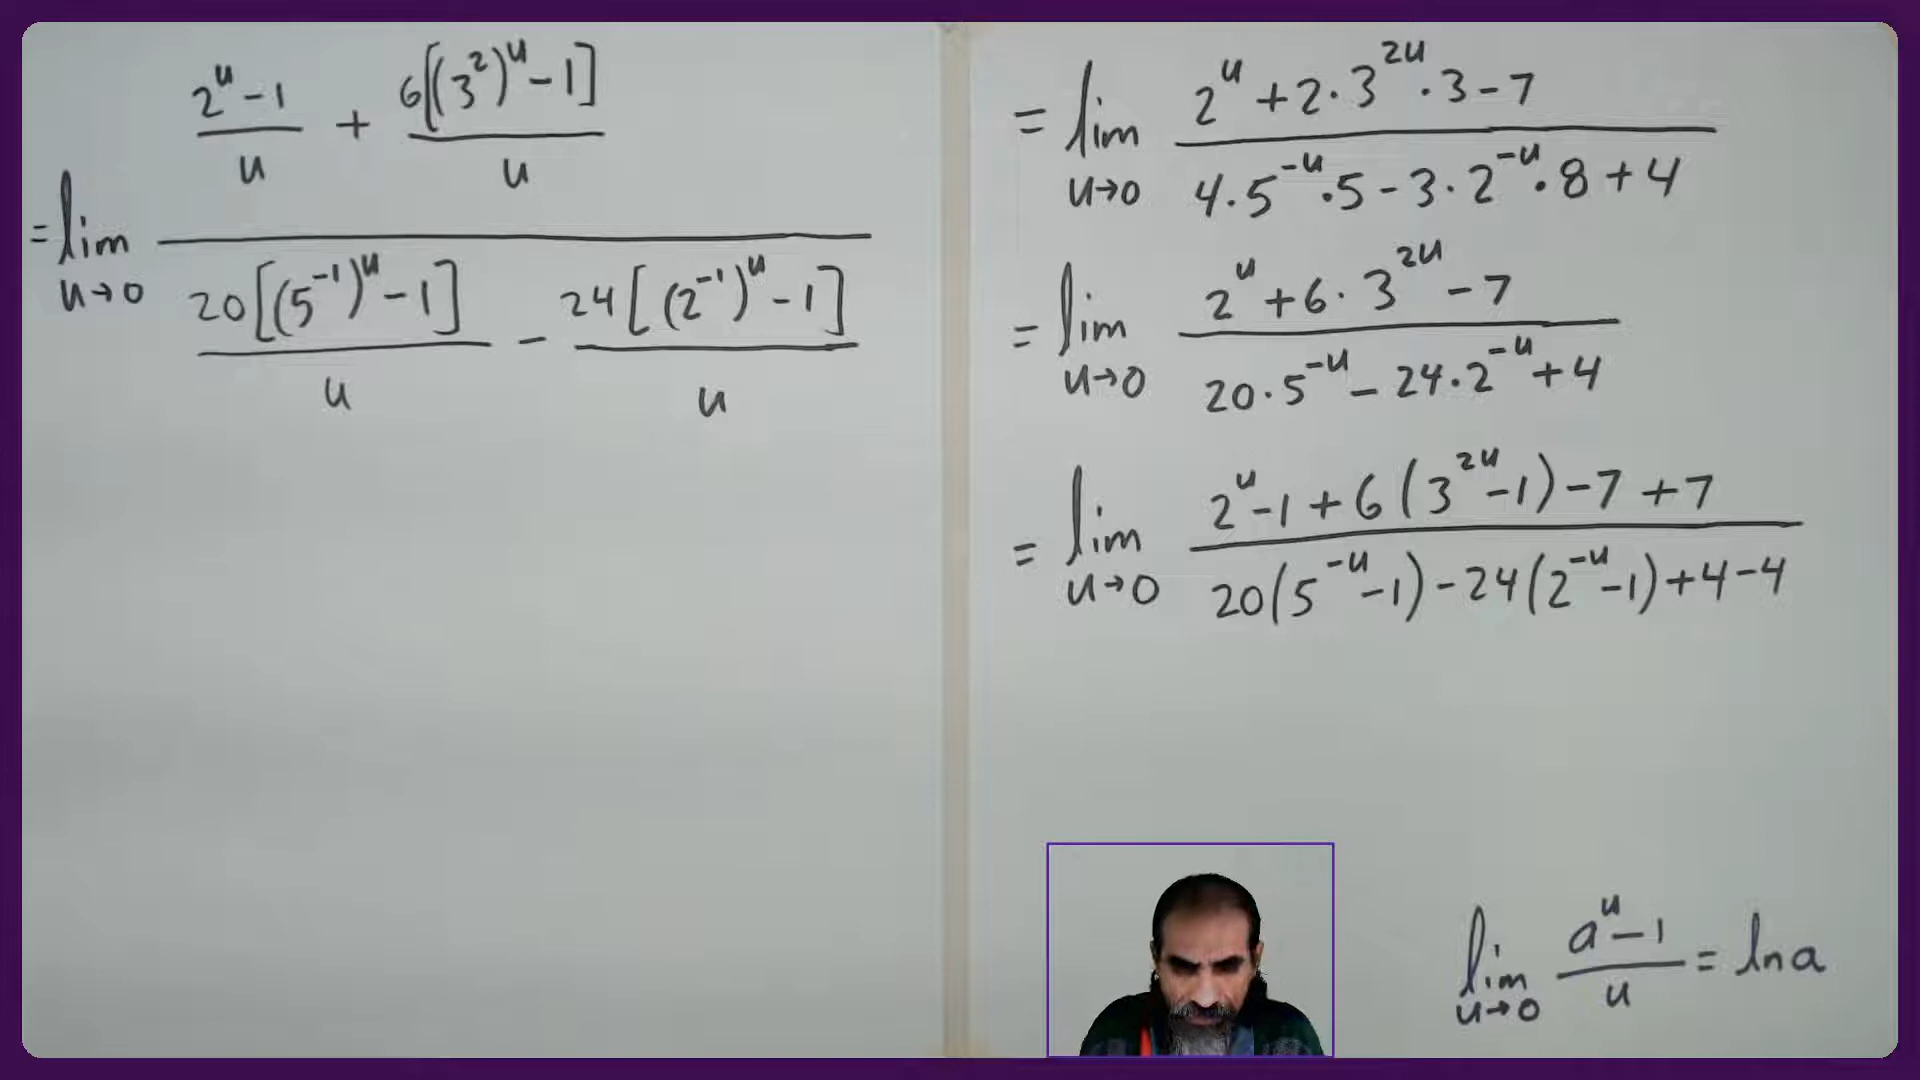 = lim u→0 (2^u - 1)/u + 6[(3^2)^u - 1]/u
20[(5^-1)^u - 1]/u - 24[(2^-1)^u - 1]/u
= lim u→0 (2^u + 2·3^2u·3 - 7)/(4·5^-u·5 - 3·2^-u·8 + 4)
= lim u→0 (2^u + 6·3^2u - 7)/(20·5^-u - 24·2^-u + 4)
= lim u→0 (2^u - 1 + 6(3^2u - 1) - 7 + 7)/(20(5^-u - 1) - 24(2^-u - 1) + 4 - 4)
lim u→0 (a^u - 1)/u = ln a